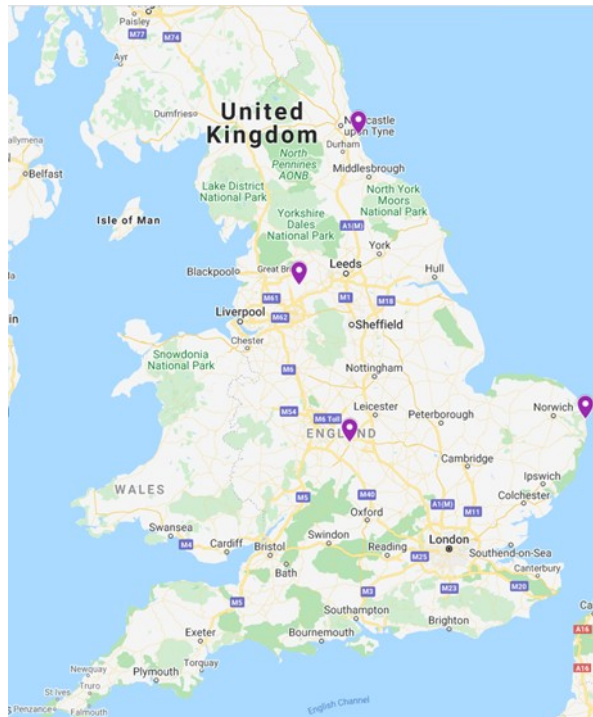 Paisley
M77
M74
Ayr
United
Kingdom
Dumfries
Newcastle
upon Tyne
Durham
North
Pennines
AONB
Middlesbrough
Belfast
Lake District
National Park
North York
Moors
National Park
Isle of Man
Yorkshire
Dales
National Park
A1(M)
York
Blackpool
Leeds
Hull
M61
M1
M18
Liverpool
M62
Sheffield
Chester
Snowdonia
National Park
M6
Nottingham
M54
M6 Toll
Leicester
Peterborough
Norwich
ENGLAND
Cambridge
WALES
M5
M40
A1(M)
M11
Ipswich
Colchester
Oxford
Swansea
M4
Cardiff
Bristol
Swindon
Reading
London
M25
Southend-on-Sea
Bath
Canterbury
M3
M23
M20
M5
Southampton
Brighton
Exeter
Bournemouth
A16
Torquay
Plymouth
Newquay
Truro
St Ives
Penzance
Falmouth
A16
English Channel